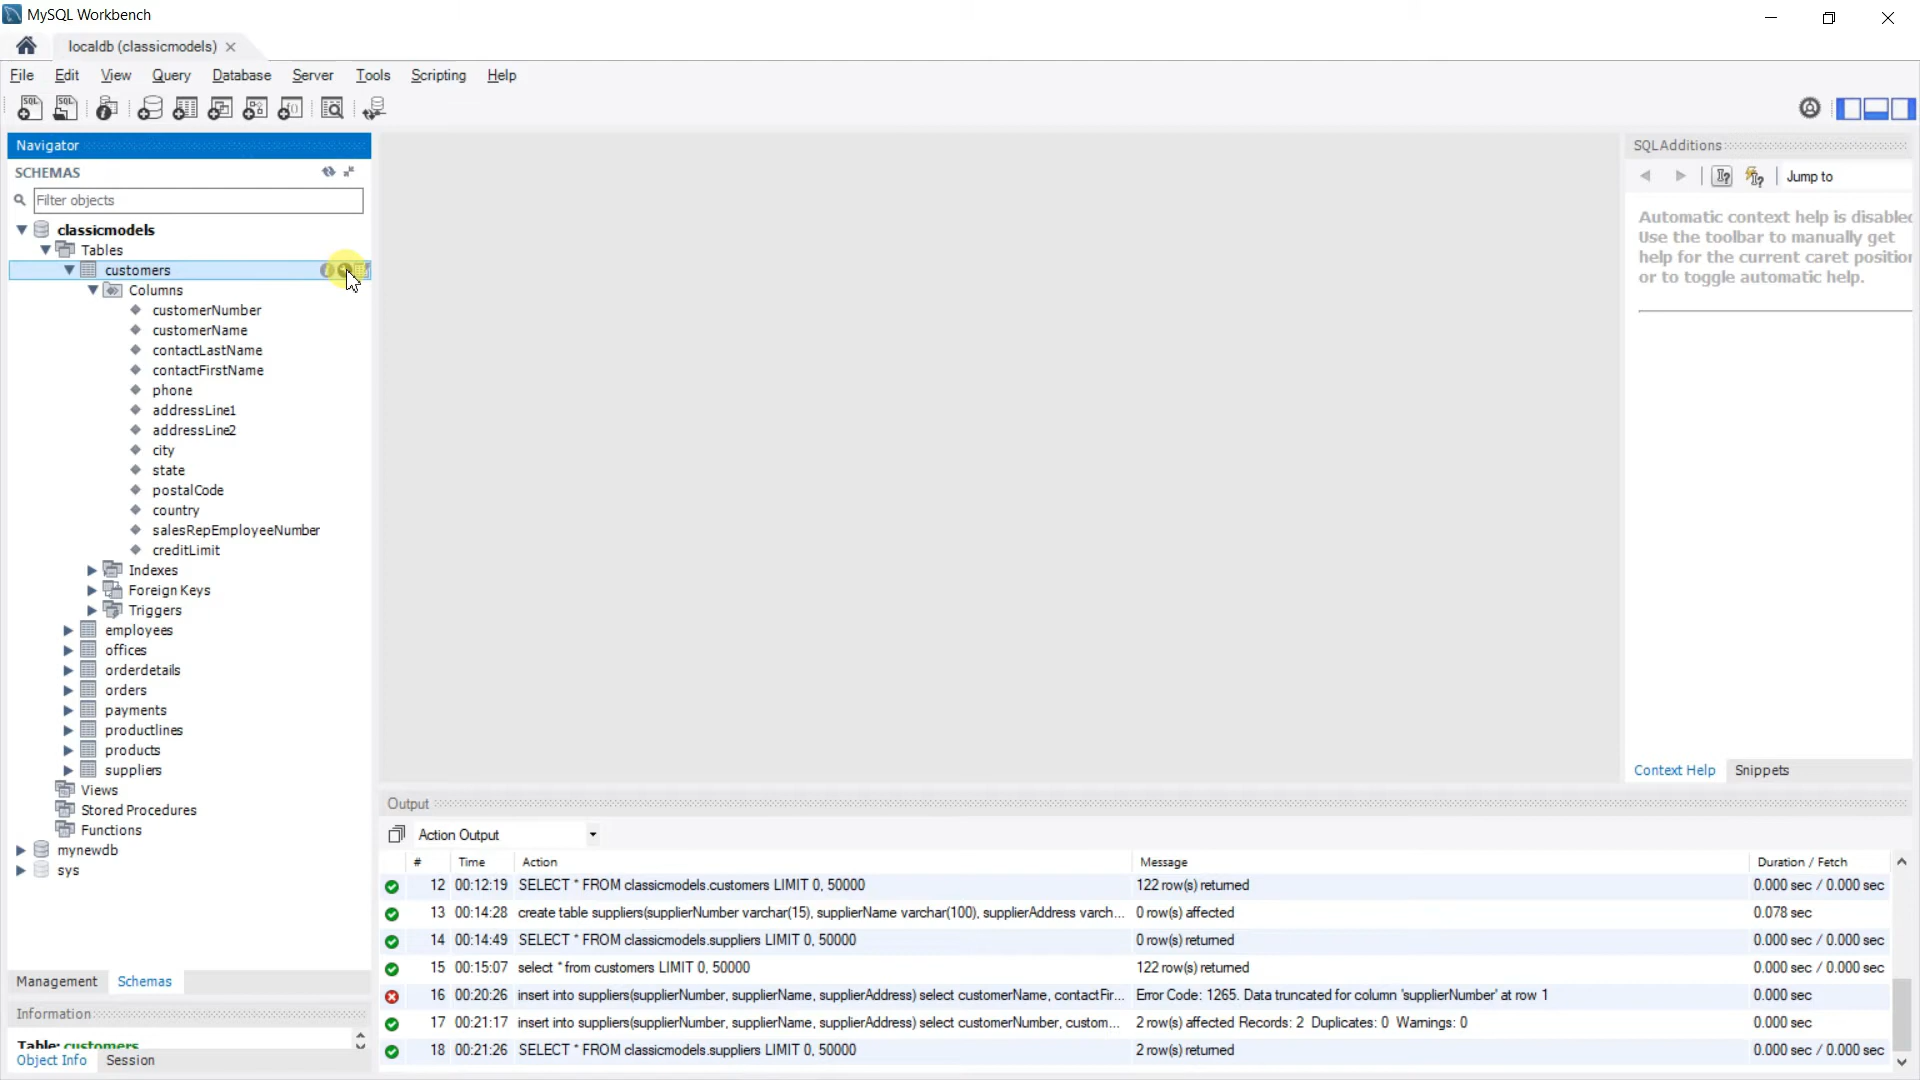 MySQL Workbench
localdb (classicmodels)
File Edit View Query Database Server Tools Scripting Help
Navigator
SCHEMAS
Filter objects
classicmodels
Tables
customers
Columns
customerNumber
customerName
contactLastName
contactFirstName
phone
addressLine1
addressLine2
city
state
postalCode
country
salesRepEmployeeNumber
creditLimit
Indexes
Foreign Keys
Triggers
employees
offices
orderdetails
orders
payments
productlines
products
suppliers
Views
Stored Procedures
Functions
mynewdb
sys
Management Schemas
Information
Table: customers
Object Info Session
SQLAdditions
Jump to
Automatic context help is disabled
Use the toolbar to manually get
help for the current caret position
or to toggle automatic help.
Context Help Snippets
Output
Action Output
# Time Action Message Duration / Fetch
12 00:12:19 SELECT * FROM classicmodels.customers LIMIT 0, 50000 122 row(s) returned 0.000 sec / 0.000 sec
13 00:14:28 create table suppliers(supplierNumber varchar(15), supplierName varchar(100), supplierAddress varch... 0 row(s) affected 0.078 sec
14 00:14:49 SELECT * FROM classicmodels.suppliers LIMIT 0, 50000 0 row(s) returned 0.000 sec / 0.000 sec
15 00:15:07 select * from customers LIMIT 0, 50000 122 row(s) returned 0.000 sec / 0.000 sec
16 00:20:26 insert into suppliers(supplierNumber, supplierName, supplierAddress) select customerName, contactFir... Error Code: 1265. Data truncated for column 'supplierNumber' at row 1 0.000 sec
17 00:21:17 insert into suppliers(supplierNumber, supplierName, supplierAddress) select customerNumber, custom... 2 row(s) affected Records: 2 Duplicates: 0 Warnings: 0 0.000 sec
18 00:21:26 SELECT * FROM classicmodels.suppliers LIMIT 0, 50000 2 row(s) returned 0.000 sec / 0.000 sec